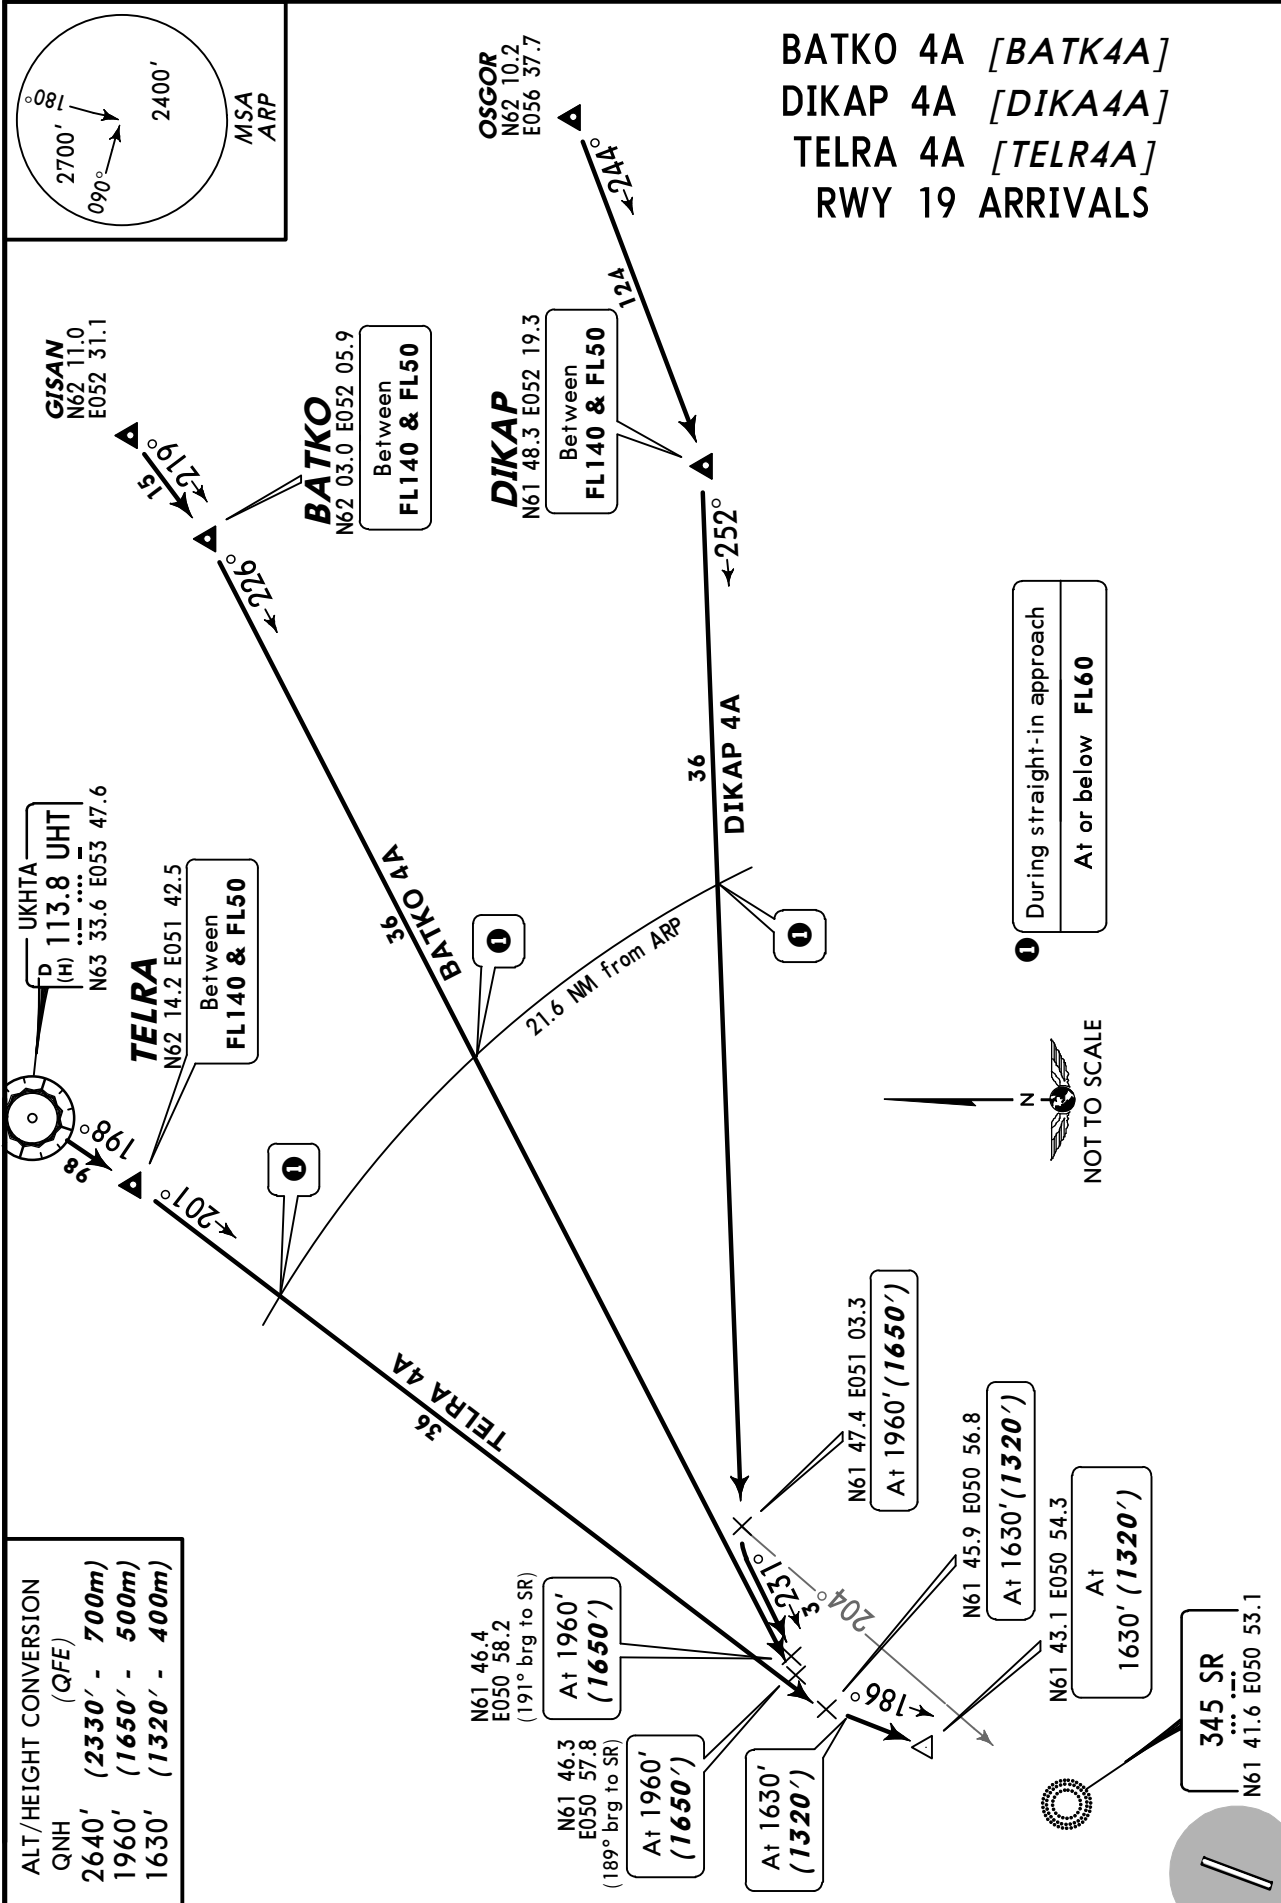 BATKO 4A [BATK4A]
DIKAP 4A [DIKA4A]
TELRA 4A [TELR4A]
RWY 19 ARRIVALS
180°
2700'
090°
2400'
MSA
ARP
OSGOR
N62 10.2
E056 37.7
244°
124
GISAN
N62 11.0
E052 31.1
219°
15
BATKO
N62 03.0 E052 05.9
Between
FL140 & FL50
226°
DIKAP
N61 48.3 E052 19.3
Between
FL140 & FL50
252°
36
DIKAP 4A
UKHTA
D
(H) 113.8 UHT
N63 33.6 E053 47.6
198°
98
TELRA
N62 14.2 E051 42.5
Between
FL140 & FL50
201°
36
BATKO 4A
1
1
1
21.6 NM from ARP
36
TELRA 4A
1 During straight-in approach
At or below FL60
N
NOT TO SCALE
N61 47.4 E051 03.3
At 1960' (1650')
231°
3
204°
N61 46.4
E050 58.2
(191° brg to SR)
At 1960'
(1650')
N61 46.3
E050 57.8
(189° brg to SR)
At 1960'
(1650')
N61 45.9 E050 56.8
At 1630' (1320')
At 1630'
(1320')
186°
N61 43.1 E050 54.3
At
1630' (1320')
345 SR
N61 41.6 E050 53.1
ALT/HEIGHT CONVERSION
QNH (QFE)
2640' (2330' - 700m)
1960' (1650' - 500m)
1630' (1320' - 400m)